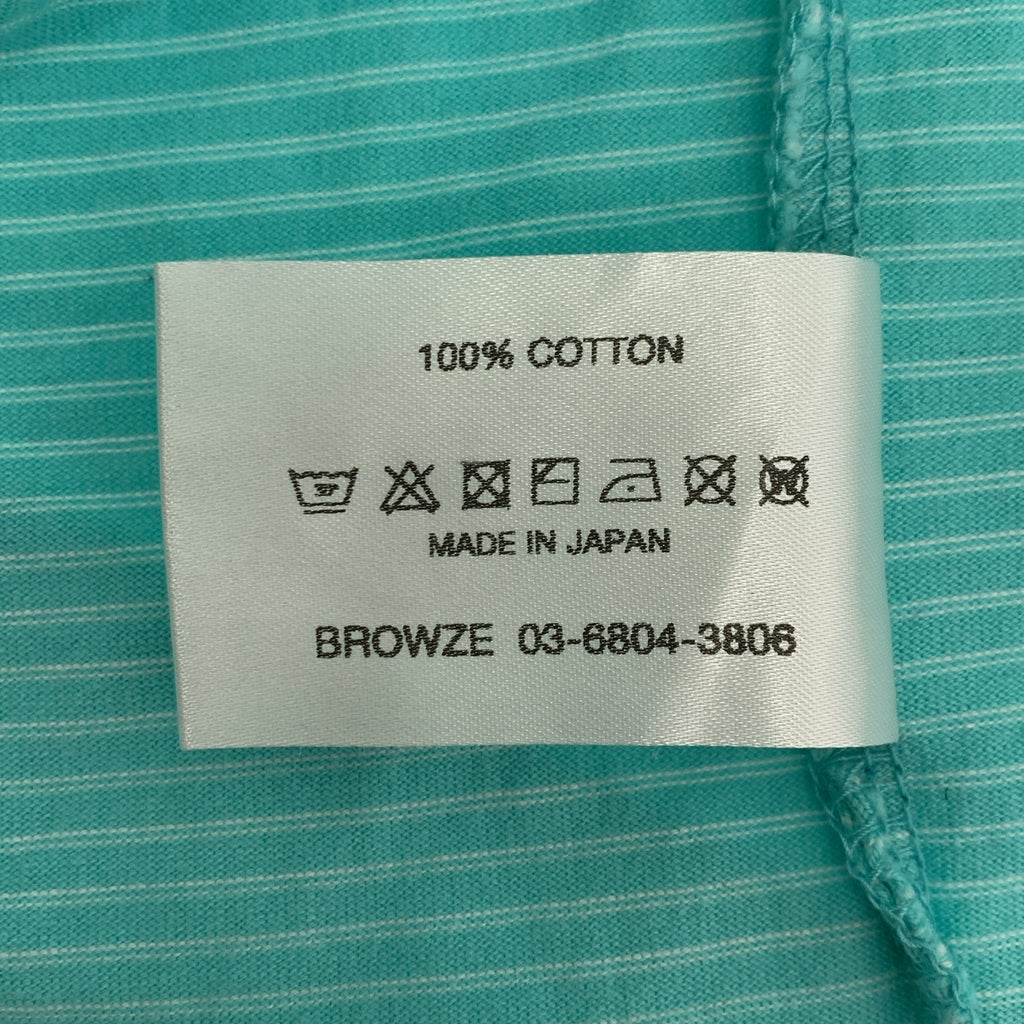 100% COTTON
MADE IN JAPAN
BROWZE 03-6804-3806